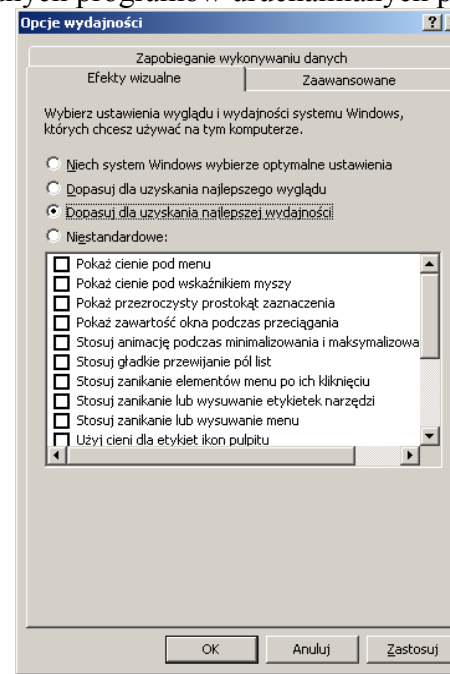 programów uruchamianych
Opcje wydajności
Zapobieganie wykonywaniu danych
Efekty wizualne
Zaawansowane
Wybierz ustawienia wyglądu i wydajności systemu Windows,
których chcesz używać na tym komputerze.
Niech system Windows wybierze optymalne ustawienia
Dopasuj dla uzyskania najlepszego wyglądu
Dopasuj dla uzyskania najlepszej wydajności
Niestandardowe:
Pokaż cienie pod menu
Pokaż cienie pod wskaźnikiem myszy
Pokaż przezroczysty prostokąt zaznaczenia
Pokaż zawartość okna podczas przeciągania
Stosuj animację podczas minimalizowania i maksymalizowa
Stosuj gładkie przewijanie pól list
Stosuj zanikanie elementów menu po ich kliknięciu
Stosuj zanikanie lub wysuwanie etykietek narzędzi
Stosuj zanikanie lub wysuwanie menu
Użyj cieni dla etykiet ikon pulpitu
OK
Anuluj
Zastosuj